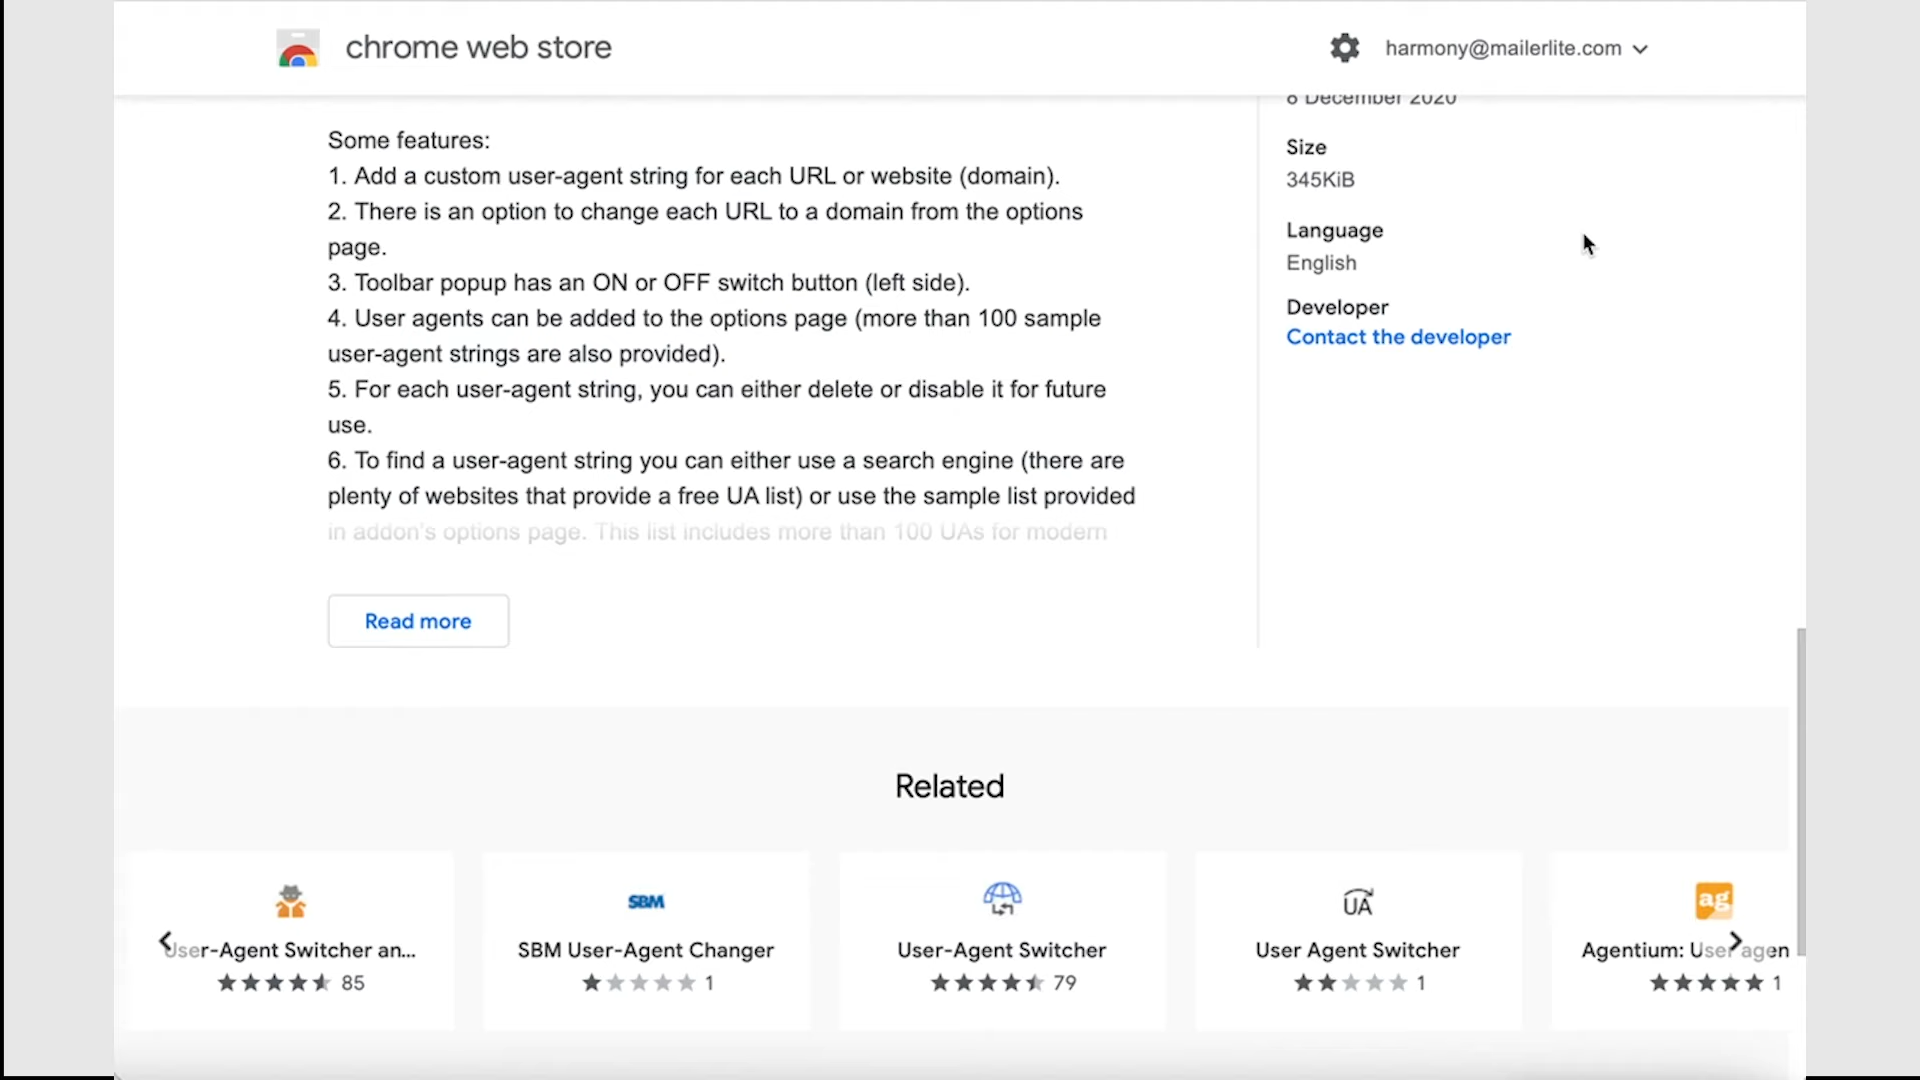 chrome web store
harmony@mailerlite.com
8 December 2020
Some features:
1. Add a custom user-agent string for each URL or website (domain).
2. There is an option to change each URL to a domain from the options
page.
3. Toolbar popup has an ON or OFF switch button (left side).
4. User agents can be added to the options page (more than 100 sample
user-agent strings are also provided).
5. For each user-agent string, you can either delete or disable it for future
use.
6. To find a user-agent string you can either use a search engine (there are
plenty of websites that provide a free UA list) or use the sample list provided
in addon's options page. This list includes more than 100 UAs for modern
Read more
Size
345KiB
Language
English
Developer
Contact the developer
Related
User-Agent Switcher an...
85
SBM
SBM User-Agent Changer
1
User-Agent Switcher
79
UA
User Agent Switcher
1
ag
Agentium: User agen
1